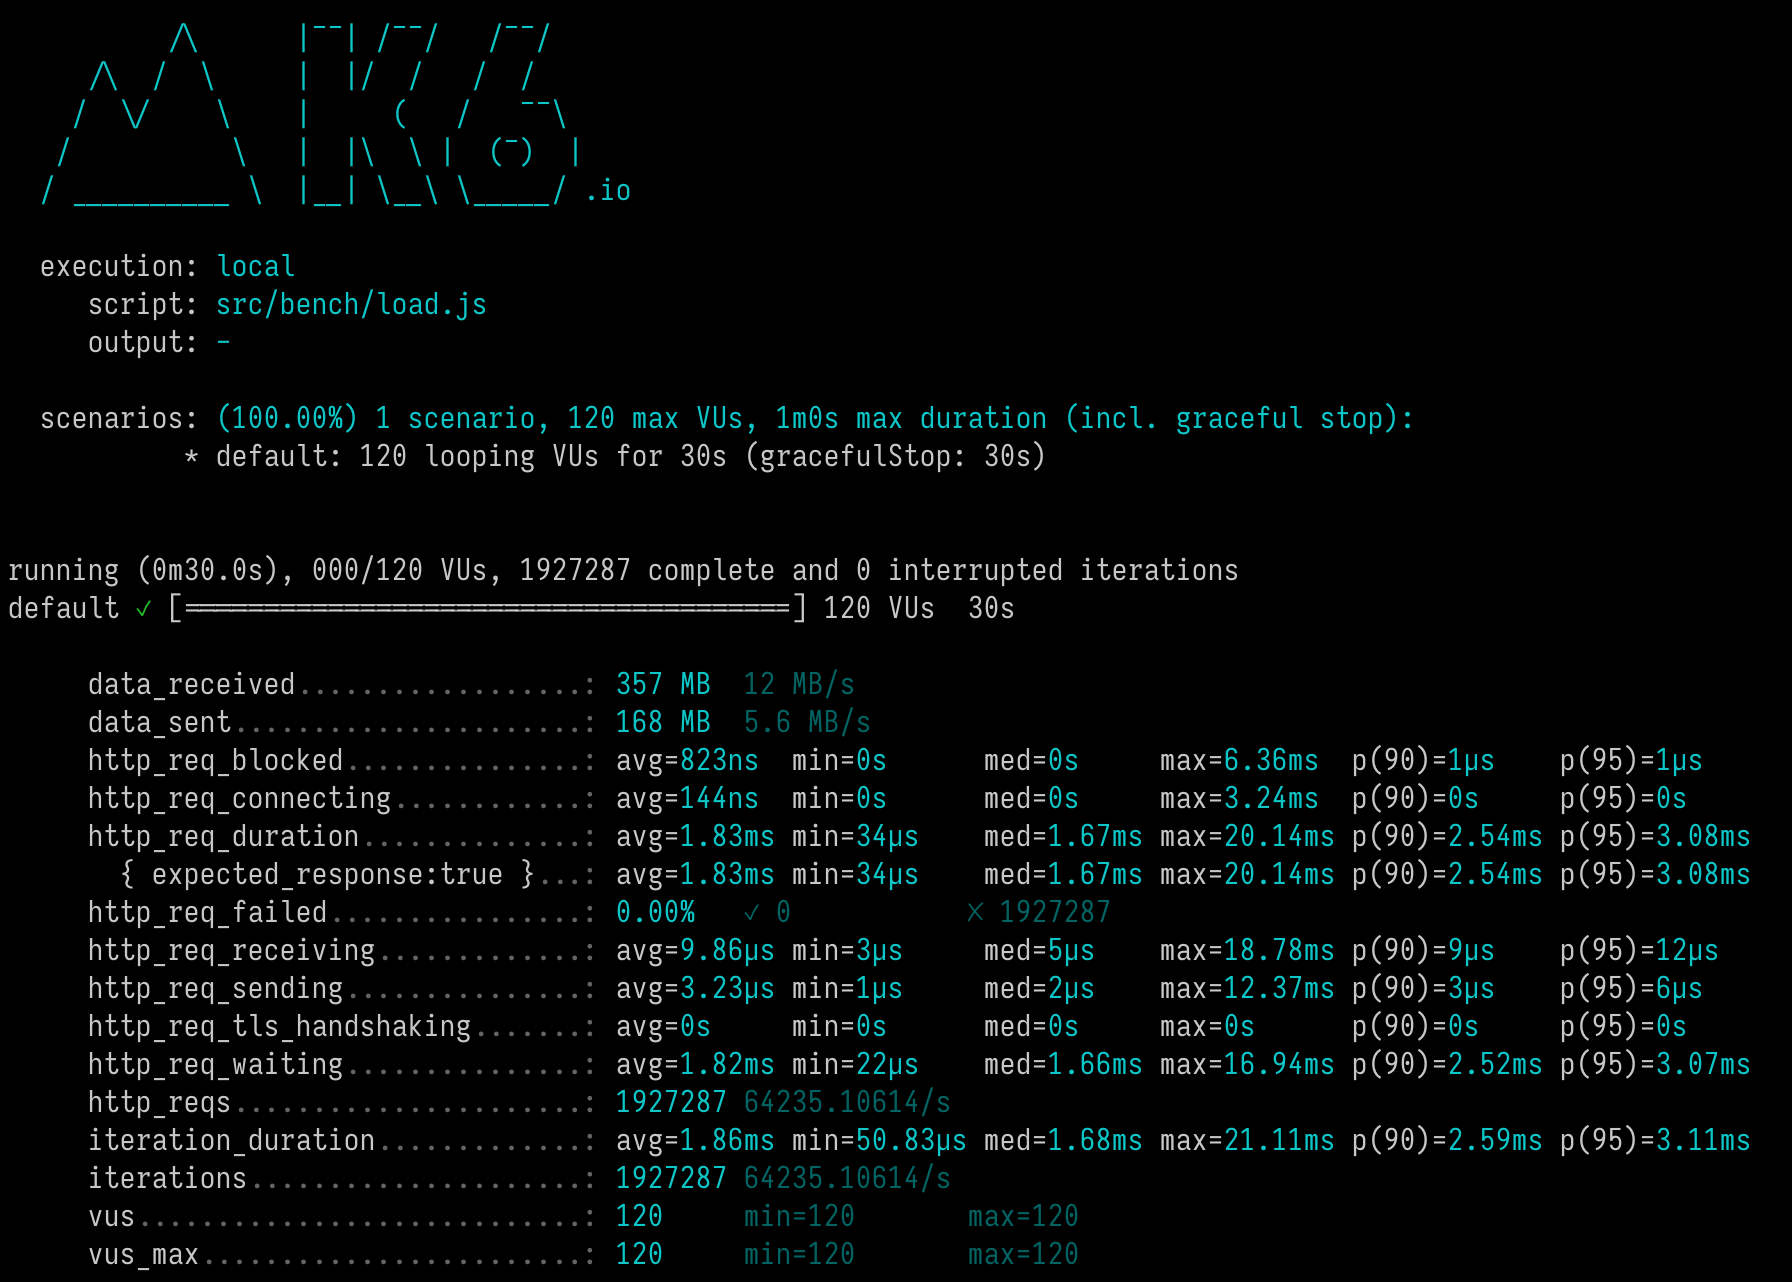 /\      |‾‾| /‾‾/   /‾‾/
    /\  /  \     |  |/  /   /  /
   /  \/    \    |     (   /   ‾‾\
  /          \   |  |\  \ |  (‾)  |
 / __________ \  |__| \__\ \_____/ .io
execution: local
script: src/bench/load.js
output: -
scenarios: (100.00%) 1 scenario, 120 max VUs, 1m0s max duration (incl. graceful stop):
* default: 120 looping VUs for 30s (gracefulStop: 30s)
running (0m30.0s), 000/120 VUs, 1927287 complete and 0 interrupted iterations
default ✓ [======================================] 120 VUs  30s
data_received..................: 357 MB  12 MB/s
data_sent......................: 168 MB  5.6 MB/s
http_req_blocked...............: avg=823ns  min=0s      med=0s     max=6.36ms  p(90)=1µs    p(95)=1µs
http_req_connecting............: avg=144ns  min=0s      med=0s     max=3.24ms  p(90)=0s     p(95)=0s
http_req_duration..............: avg=1.83ms min=34µs    med=1.67ms max=20.14ms p(90)=2.54ms p(95)=3.08ms
{ expected_response:true }...: avg=1.83ms min=34µs    med=1.67ms max=20.14ms p(90)=2.54ms p(95)=3.08ms
http_req_failed................: 0.00%   ✓ 0           ✗ 1927287
http_req_receiving.............: avg=9.86µs min=3µs     med=5µs    max=18.78ms p(90)=9µs    p(95)=12µs
http_req_sending...............: avg=3.23µs min=1µs     med=2µs    max=12.37ms p(90)=3µs    p(95)=6µs
http_req_tls_handshaking.......: avg=0s     min=0s      med=0s     max=0s      p(90)=0s     p(95)=0s
http_req_waiting...............: avg=1.82ms min=22µs    med=1.66ms max=16.94ms p(90)=2.52ms p(95)=3.07ms
http_reqs......................: 1927287 64235.10614/s
iteration_duration.............: avg=1.86ms min=50.83µs med=1.68ms max=21.11ms p(90)=2.59ms p(95)=3.11ms
iterations.....................: 1927287 64235.10614/s
vus............................: 120     min=120       max=120
vus_max........................: 120     min=120       max=120